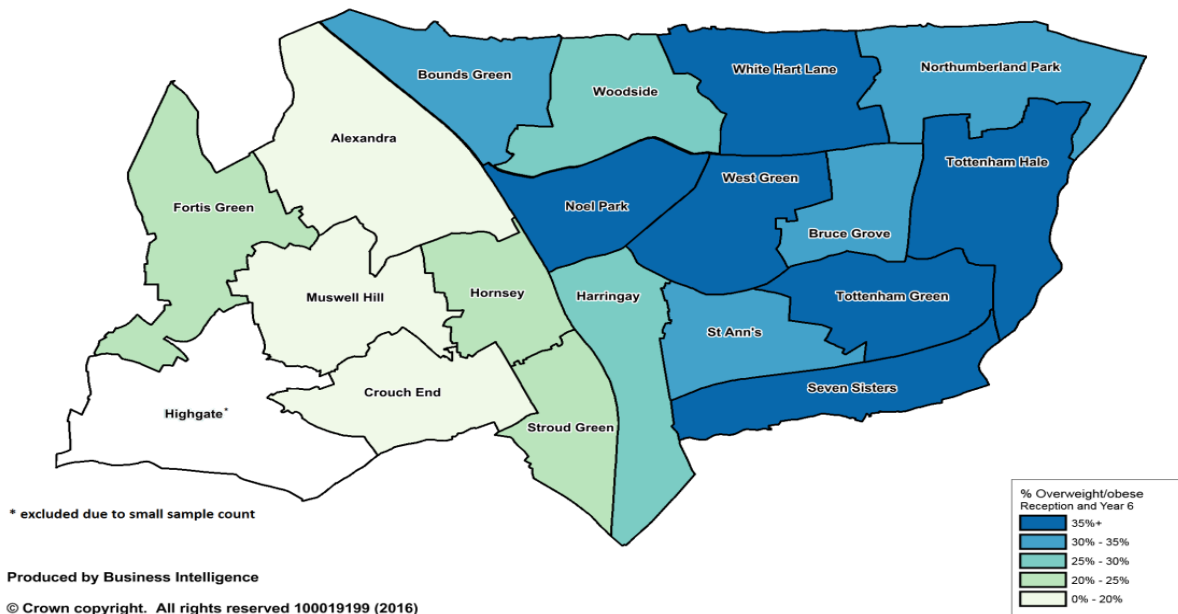 Bounds Green
Woodside
White Hart Lane
Northumberland Park
Alexandra
Tottenham Hale
West Green
Noel Park
Fortis Green
Bruce Grove
Muswell Hill
Hornsey
Harringay
Tottenham Green
St Ann's
Crouch End
Seven Sisters
Highgate*
Stroud Green
* excluded due to small sample count
Produced by Business Intelligence
© Crown copyright. All rights reserved 100019199 (2016)
% Overweight/obese
Reception and Year 6
35%+
30% - 35%
25% - 30%
20% - 25%
0% - 20%